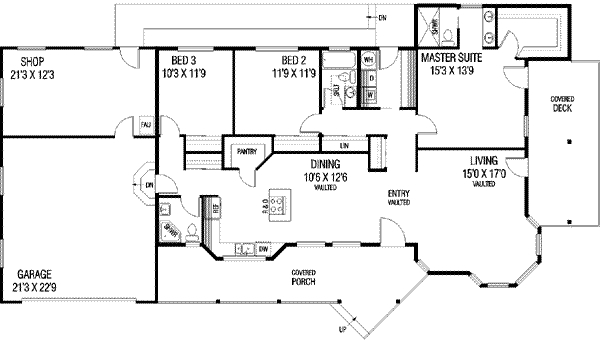 DN
SHWR
SHOP
21'3 X 12'3
BED 3
10'3 X 11'9
BED 2
11'9 X 11'9
WH
D
W
MASTER SUITE
15'3 X 13'9
COVERED
DECK
FAU
LIN
PANTRY
DN
DINING
10'6 X 12'6
VAULTED
LIVING
15'0 X 17'0
VAULTED
ENTRY
VAULTED
REF
SHWR
DW
GARAGE
21'3 X 22'9
COVERED
PORCH
UP